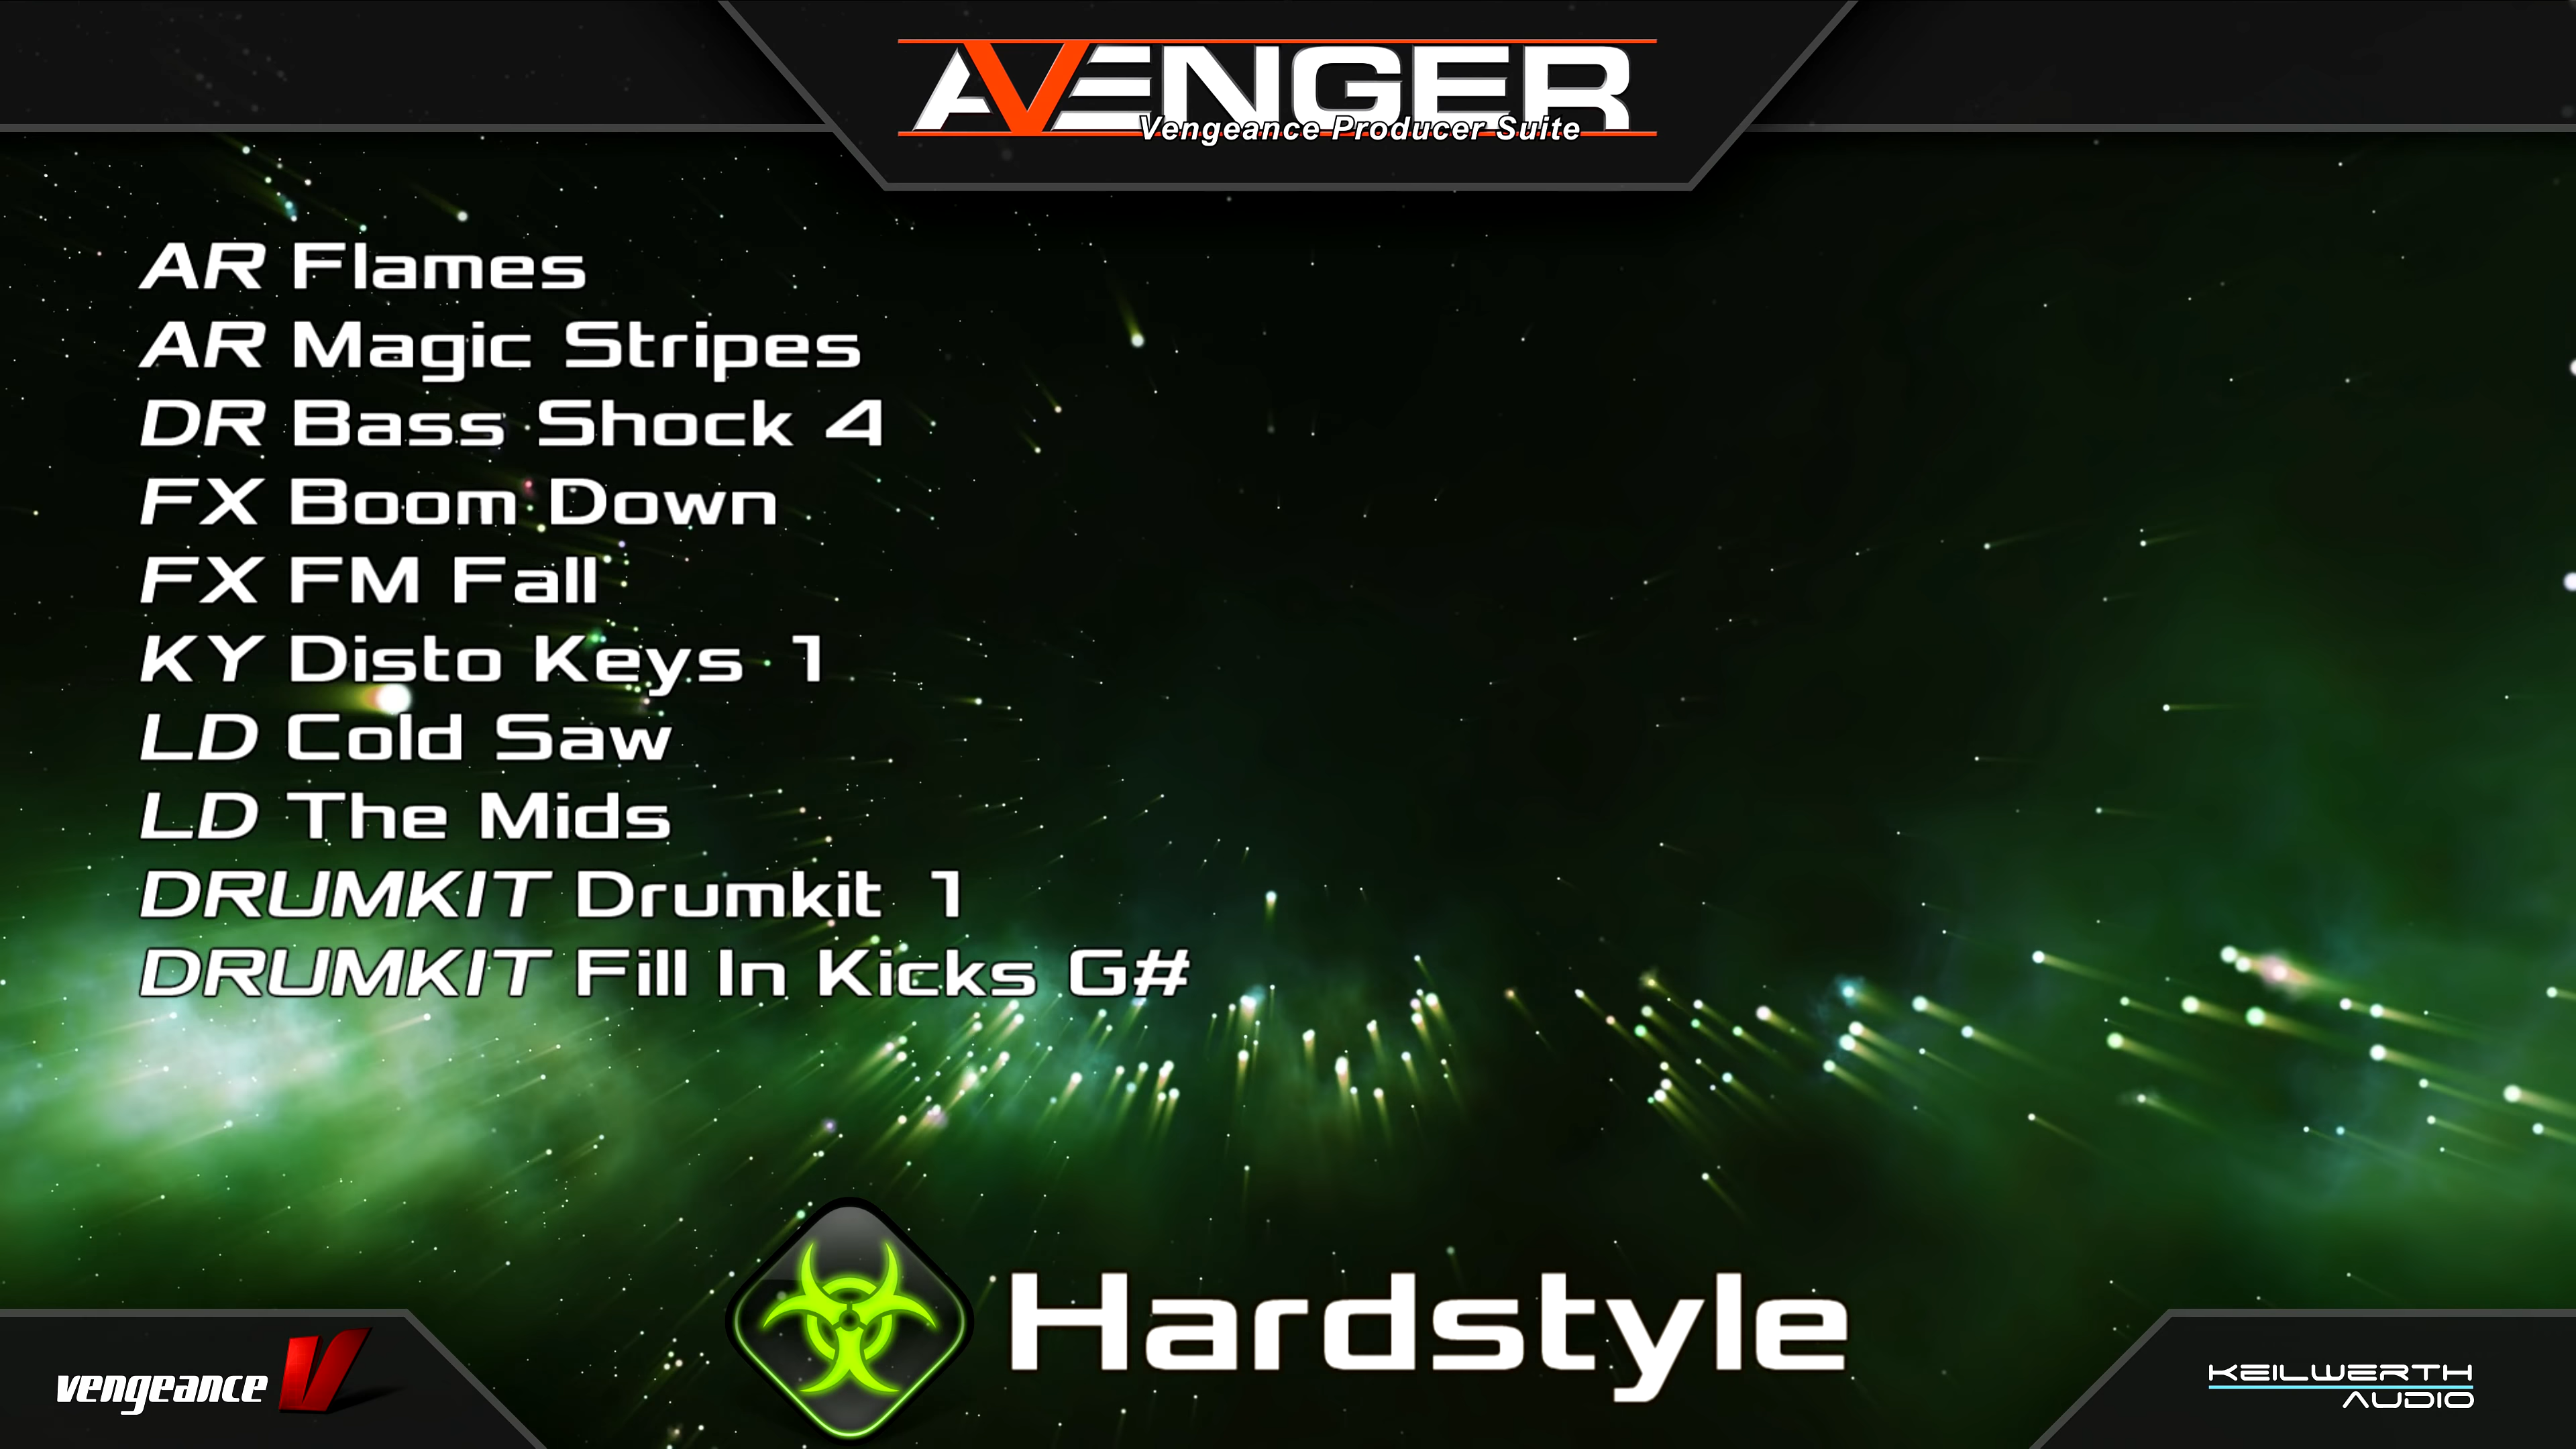 AVENGER
Vengeance Producer Suite
AR Flames
AR Magic Stripes
DR Bass Shock 4
FX Boom Down
FX FM Fall
KY Disto Keys 1
LD Cold Saw
LD The Mids
DRUMKIT Drumkit 1
DRUMKIT Fill In Kicks G#
Hardstyle
vengeance V
KEILWERTH
AUDIO